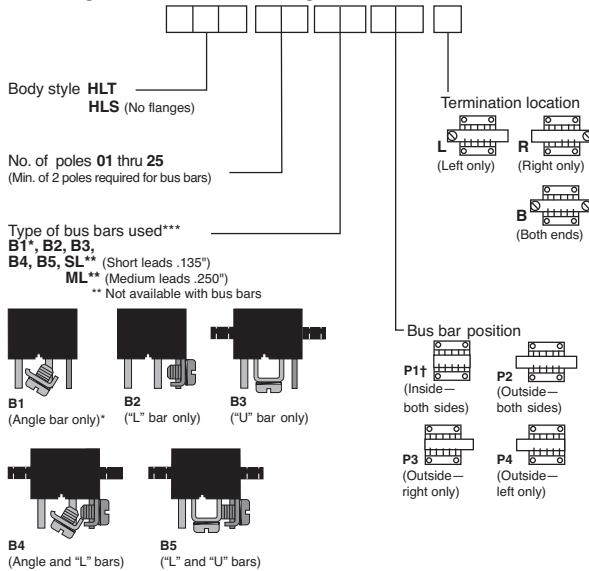 Body style HLT
HLS (No flanges)
No. of poles 01 thru 25
(Min. of 2 poles required for bus bars)
Type of bus bars used***
B1*, B2, B3,
B4, B5, SL** (Short leads .135")
ML** (Medium leads .250")
** Not available with bus bars
B1
(Angle bar only)*
B2
(“L” bar only)
B3
(“U” bar only)
B4
(Angle and “L” bars)
B5
(“L” and “U” bars)
Termination location
L
(Left only)
R
(Right only)
B
(Both ends)
Bus bar position
P1†
(Inside—
both sides)
P2
(Outside—
both sides)
P3
(Outside—
right only)
P4
(Outside—
left only)